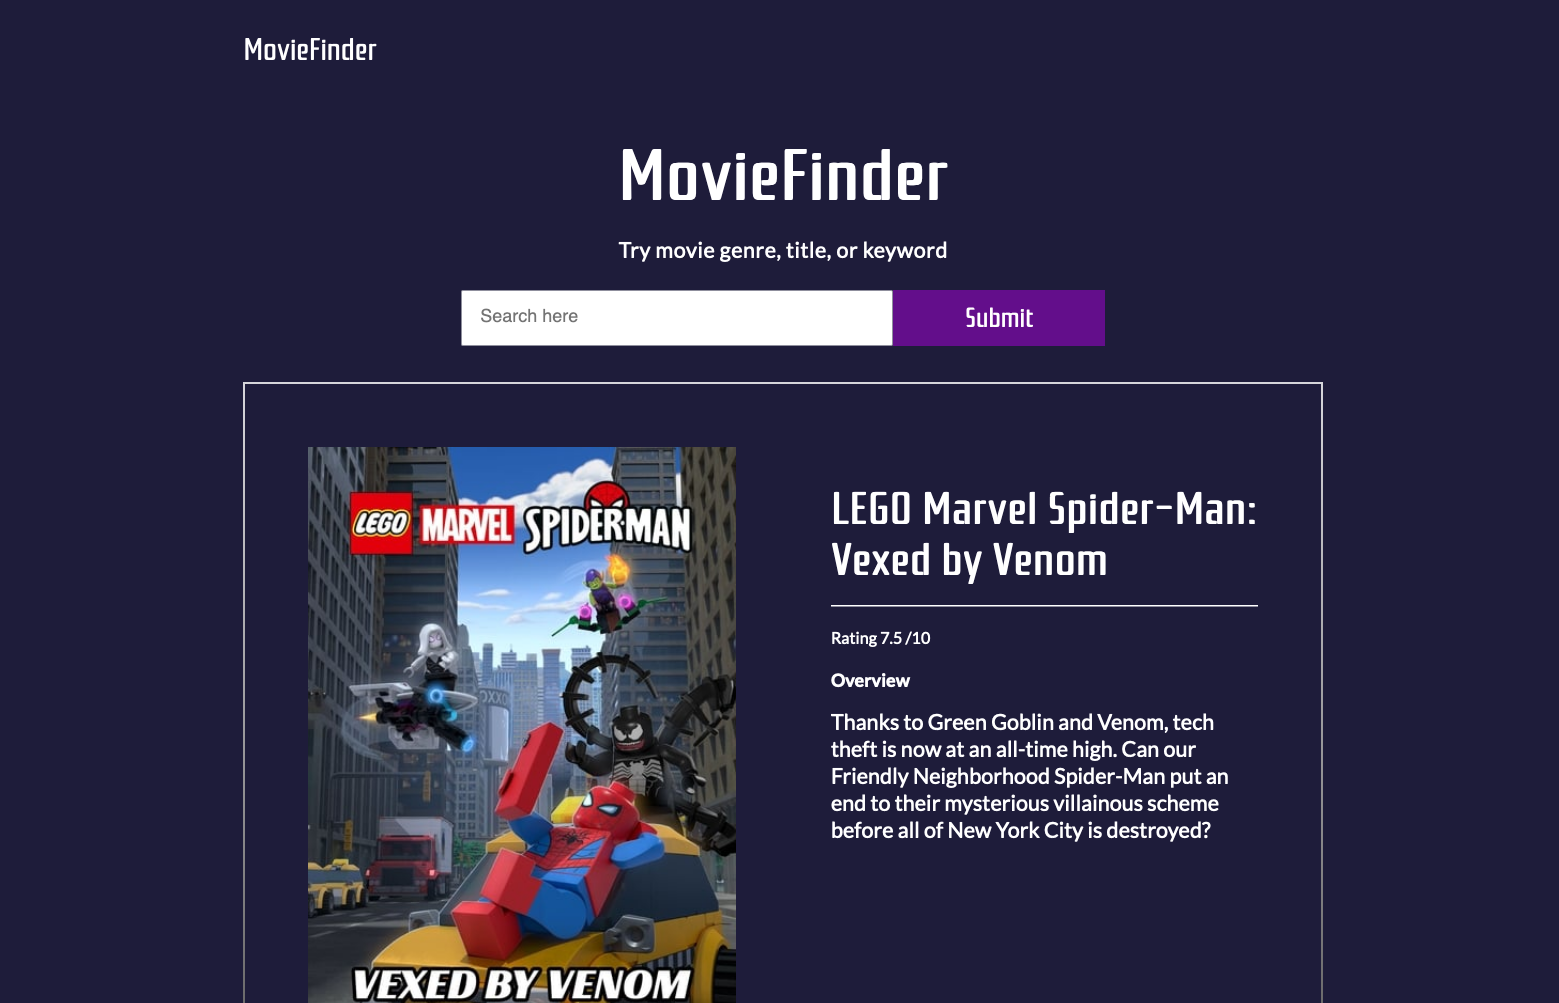 MovieFinder
MovieFinder
Try movie genre, title, or keyword
Search here
Submit
LEGO MARVEL SPIDER-MAN
VEXED BY VENOM
LEGO Marvel Spider-Man:
Vexed by Venom
Rating 7.5 /10
Overview
Thanks to Green Goblin and Venom, tech
theft is now at an all-time high. Can our
Friendly Neighborhood Spider-Man put an
end to their mysterious villainous scheme
before all of New York City is destroyed?